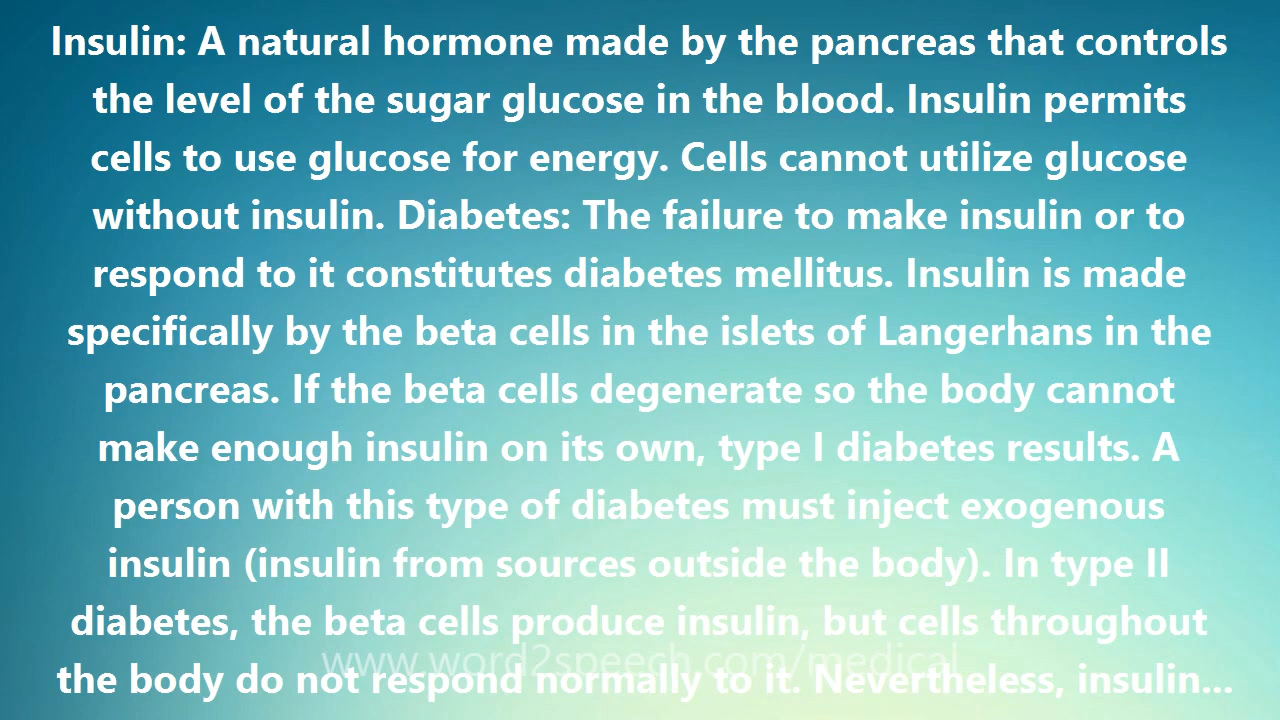 Insulin: A natural hormone made by the pancreas that controls
the level of the sugar glucose in the blood. Insulin permits
cells to use glucose for energy. Cells cannot utilize glucose
without insulin. Diabetes: The failure to make insulin or to
respond to it constitutes diabetes mellitus. Insulin is made
specifically by the beta cells in the islets of Langerhans in the
pancreas. If the beta cells degenerate so the body cannot
make enough insulin on its own, type I diabetes results. A
person with this type of diabetes must inject exogenous
insulin (insulin from sources outside the body). In type II
diabetes, the beta cells produce insulin, but cells throughout
www.word2speech.com/medical
the body do not respond normally to it. Nevertheless, insulin...